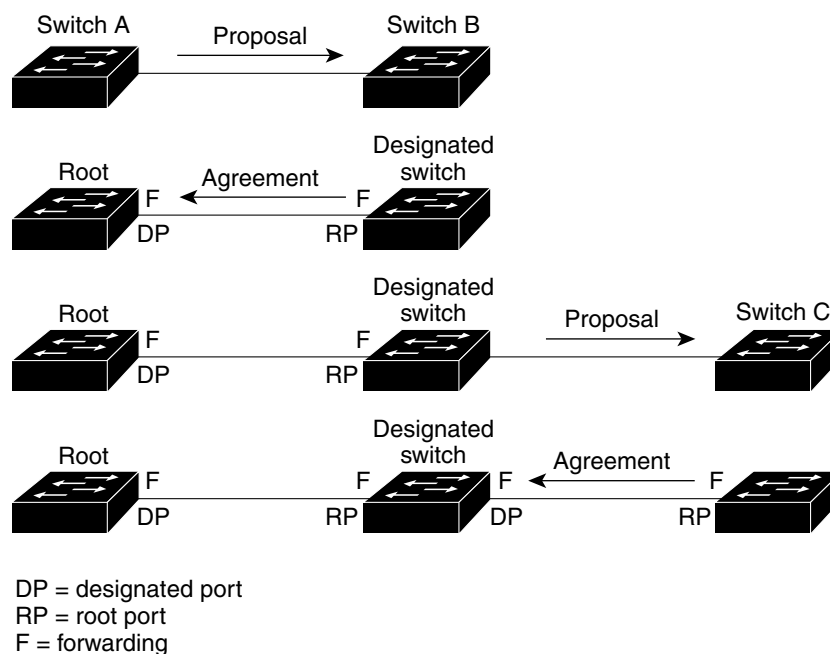 Switch A
Proposal
Switch B
Root
F
Agreement
F
Designated
switch
DP
RP
Root
F
F
Designated
switch
Proposal
Switch C
DP
RP
Root
F
F
Designated
switch
F
Agreement
F
DP
RP
DP
RP
DP = designated port
RP = root port
F = forwarding